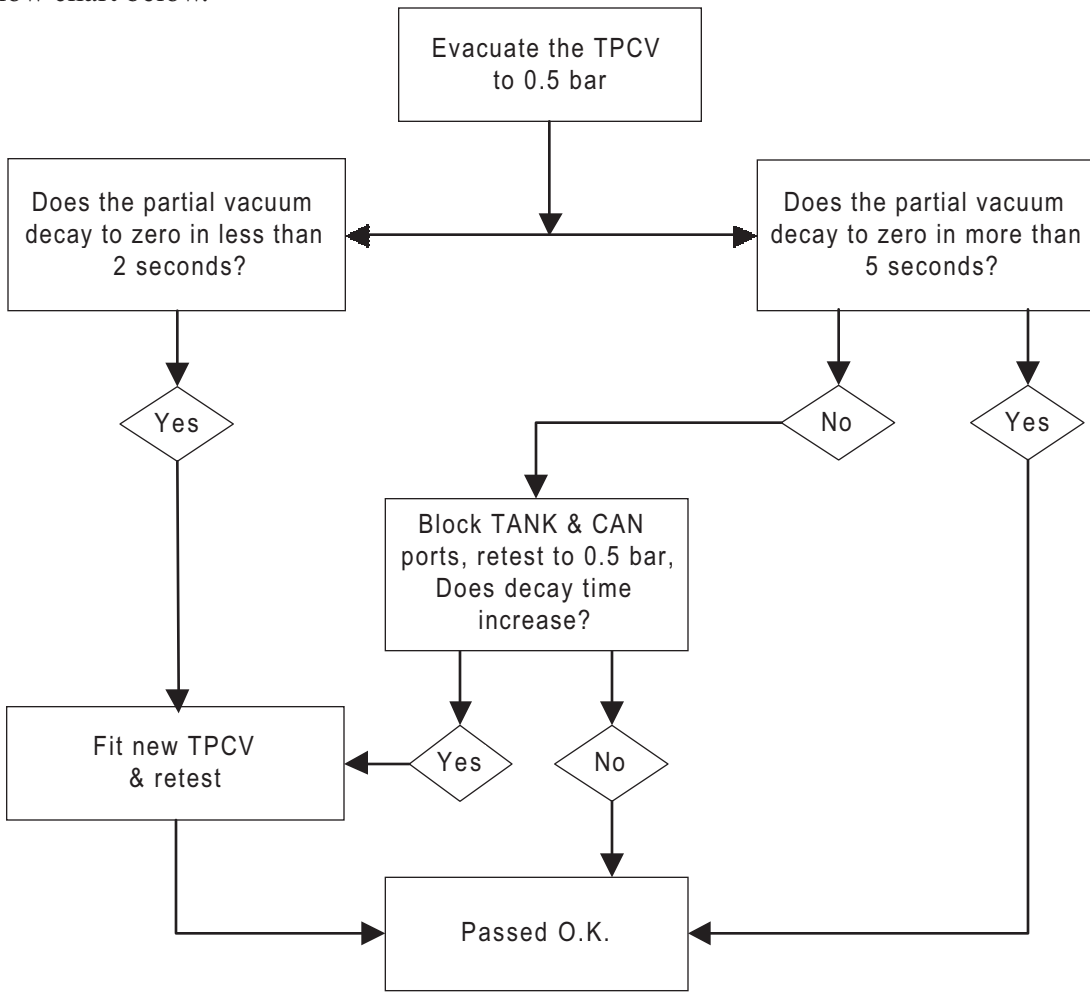 Evacuate the TPCV
to 0.5 bar
Does the partial vacuum
decay to zero in less than
2 seconds?
Does the partial vacuum
decay to zero in more than
5 seconds?
Yes
No
Yes
Block TANK & CAN
ports, retest to 0.5 bar,
Does decay time
increase?
Fit new TPCV
& retest
Yes
No
Passed O.K.